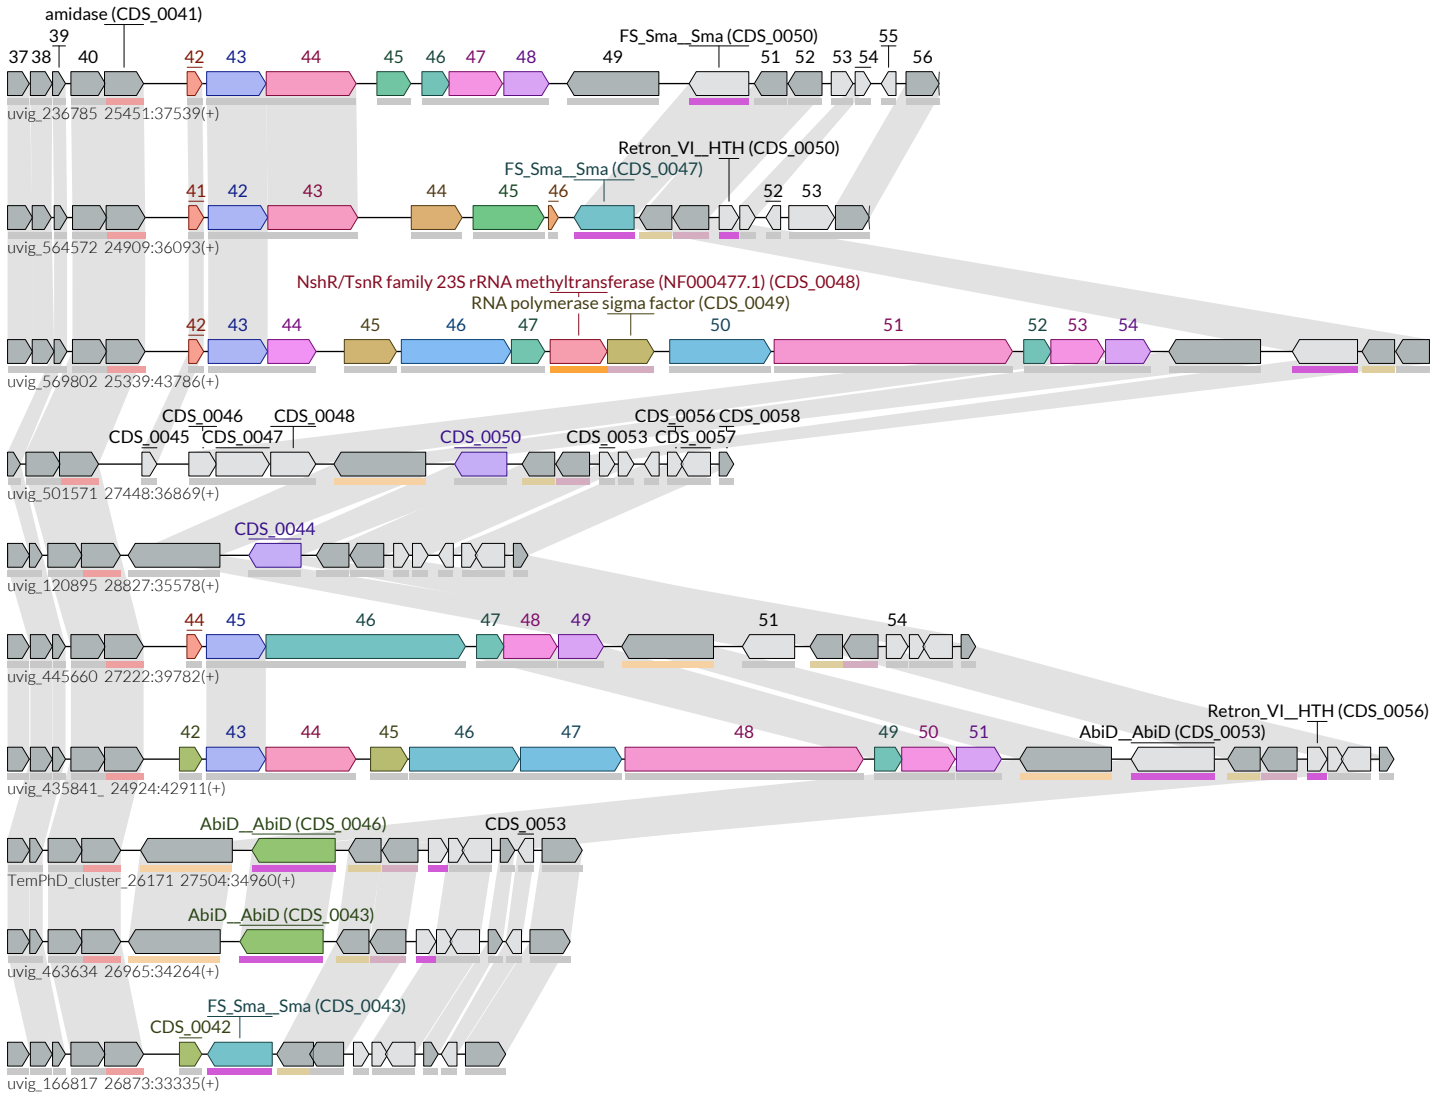 amidase (CDS_0041)
39 FS_Sma__Sma (CDS_0050) 55
37 38 40 42 43 44 45 46 47 48 49 51 52 53 54 56
uvig_236785 25451:37539(+)
Retron_VI__HTH (CDS_0050)
FS_Sma__Sma (CDS_0047)
41 42 43 44 45 46 52 53
uvig_564572 24909:36093(+)
NshR/TsnR family 23S rRNA methyltransferase (NF000477.1) (CDS_0048)
RNA polymerase sigma factor (CDS_0049)
42 43 44 45 46 47 50 51 52 53 54
uvig_569802 25339:43786(+)
CDS_0046 CDS_0048 CDS_0056 CDS_0058
CDS_0045 CDS_0047 CDS_0050 CDS_0053 CDS_0057
uvig_501571 27448:36869(+)
CDS_0044
uvig_120895 28827:35578(+)
44 45 46 47 48 49 51 54
uvig_445660 27222:39782(+)
Retron_VI__HTH (CDS_0056)
42 43 44 45 46 47 48 49 50 51 AbiD__AbiD (CDS_0053)
uvig_435841_ 24924:42911(+)
AbiD__AbiD (CDS_0046) CDS_0053
TemPhD_cluster_26171 27504:34960(+)
AbiD__AbiD (CDS_0043)
uvig_463634 26965:34264(+)
FS_Sma__Sma (CDS_0043)
CDS_0042
uvig_166817 26873:33335(+)